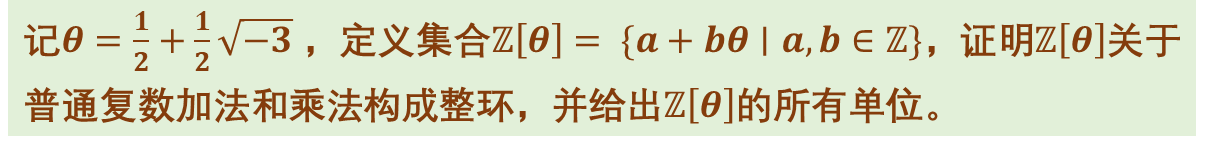 记θ = 1/2 + 1/2 √−3 ，定义集合ℤ[θ] = {a + bθ | a, b ∈ ℤ}，证明ℤ[θ]关于
普通复数加法和乘法构成整环，并给出ℤ[θ]的所有单位。